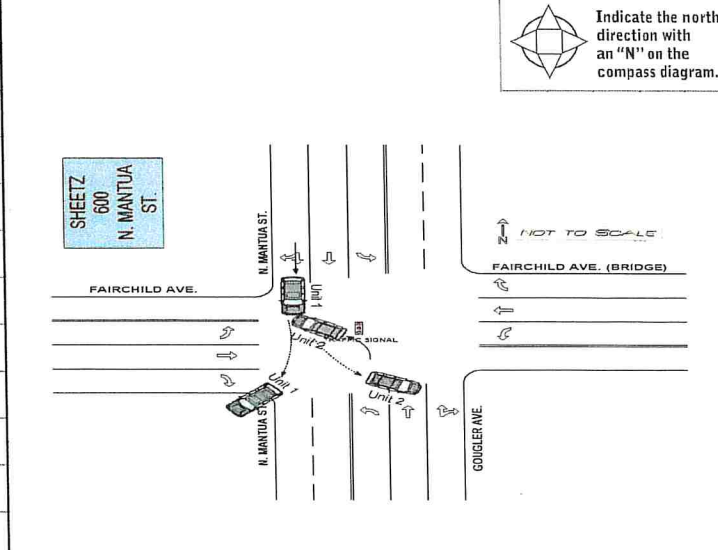 Indicate the north
direction with
an “N” on the
compass diagram.
SHEETZ
600
N. MANTUA
ST.
N. MANTUA ST.
N NOT TO SCALE
FAIRCHILD AVE. (BRIDGE)
FAIRCHILD AVE.
Unit 1
Unit 2
SIGNAL
Unit 1
Unit 2
N. MANTUA ST.
GOUGLER AVE.